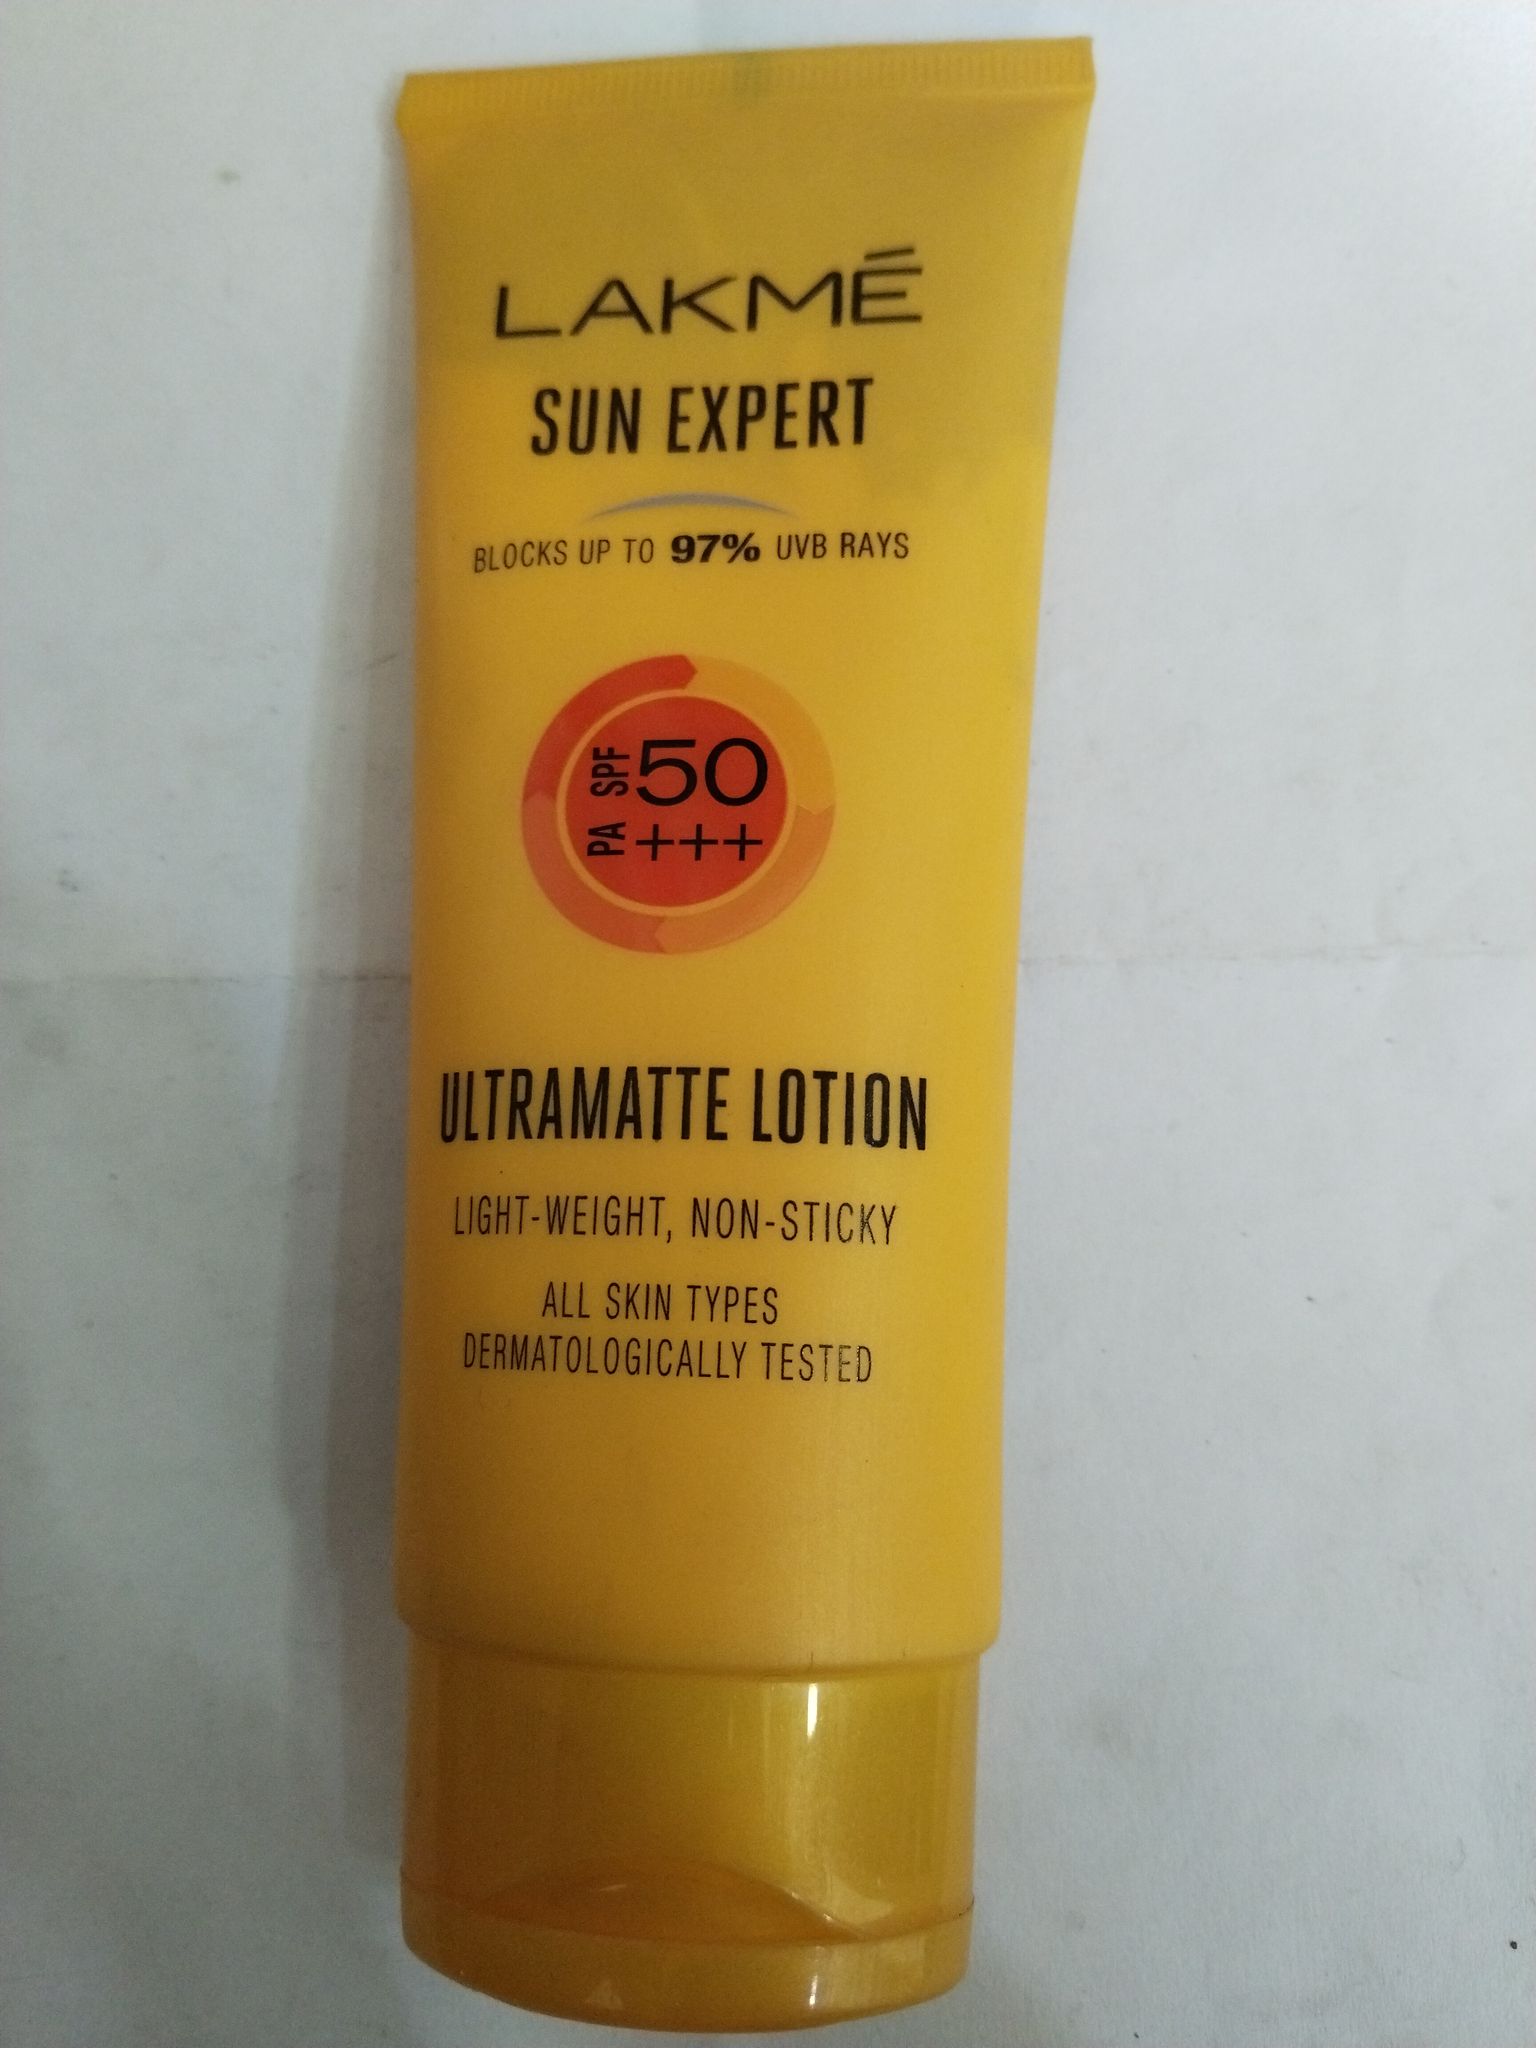 LAKMÉ
SUN EXPERT
BLOCKS UP TO 97% UVB RAYS
SPF 50
PA +++
ULTRAMATTE LOTION
LIGHT-WEIGHT, NON-STICKY
ALL SKIN TYPES
DERMATOLOGICALLY TESTED